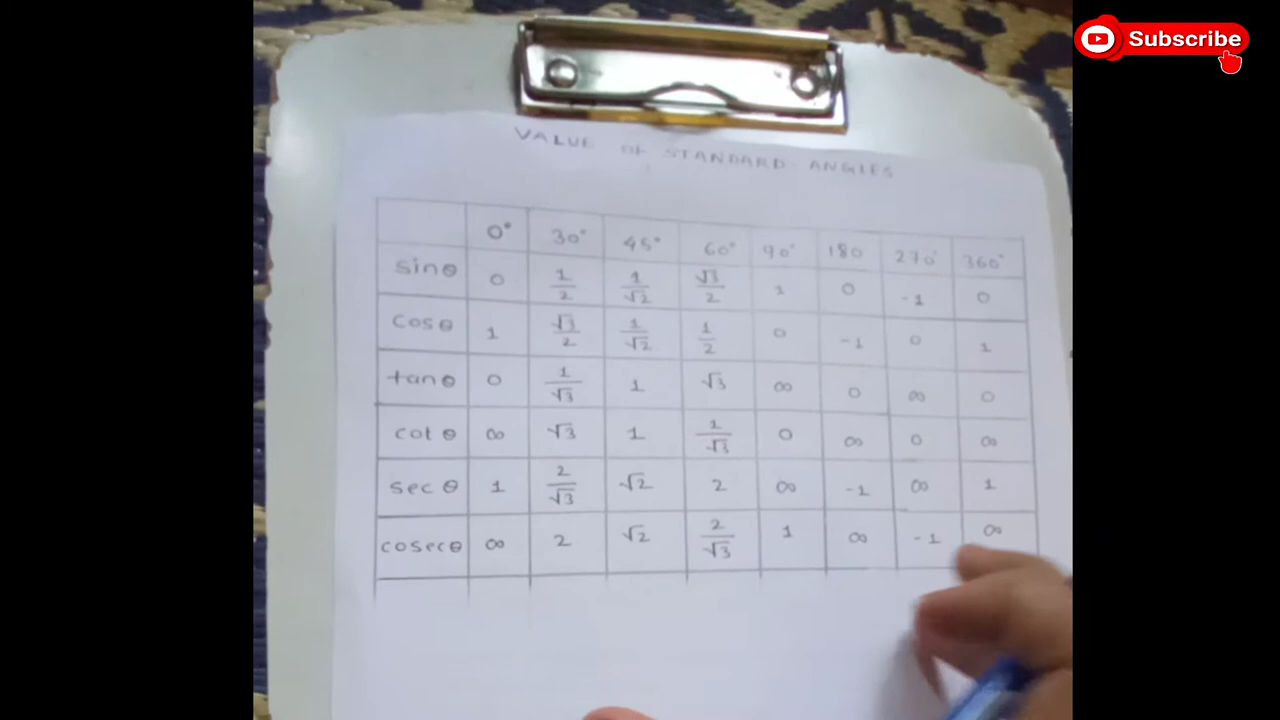 Subscribe
VALUE OF STANDARD ANGLES
0° 30° 45° 60° 90° 180 270° 360°
sinθ 0 1/2 1/√2 √3/2 1 0 -1 0
cosθ 1 √3/2 1/√2 1/2 0 -1 0 1
tanθ 0 1/√3 1 √3 ∞ 0 ∞ 0
cotθ ∞ √3 1 1/√3 0 ∞ 0 ∞
secθ 1 2/√3 √2 2 ∞ -1 ∞ 1
cosecθ ∞ 2 √2 2/√3 1 ∞ -1 ∞